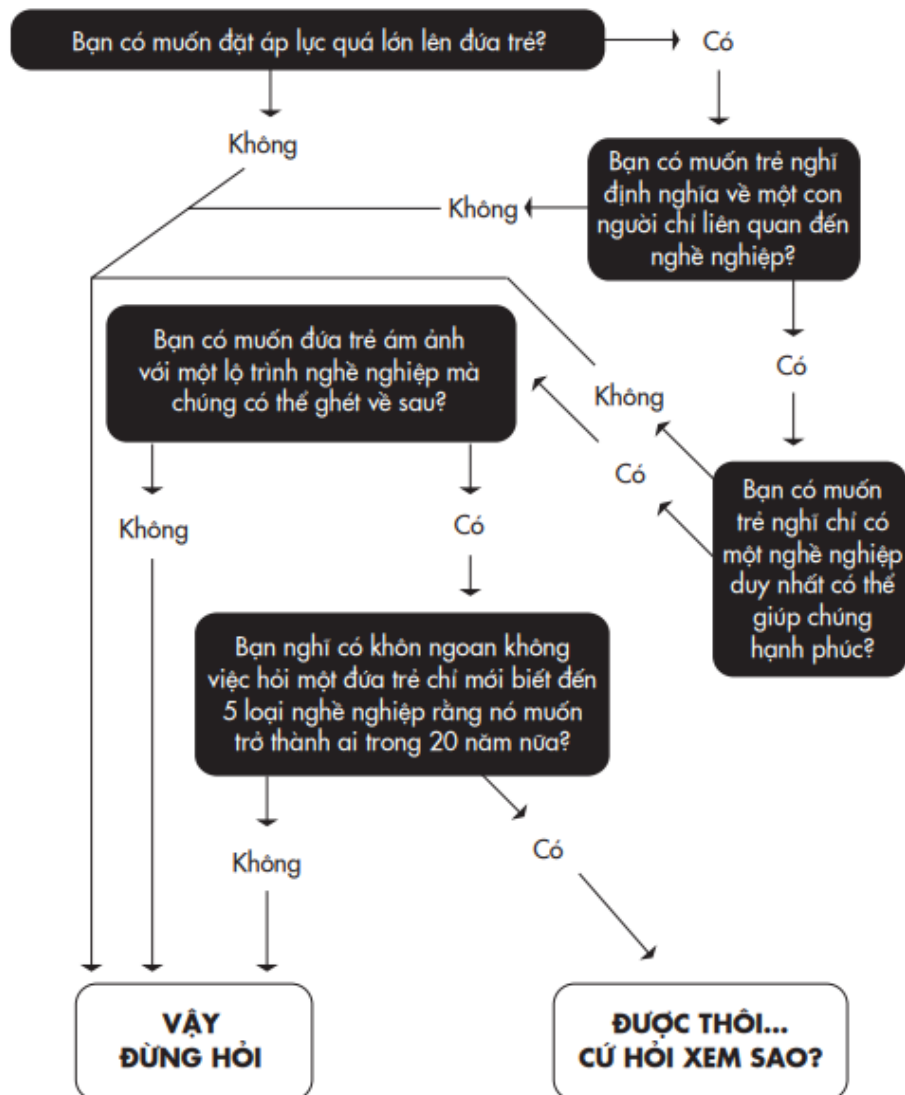 Bạn có muốn đặt áp lực quá lớn lên đứa trẻ?
Có
Không
Bạn có muốn trẻ nghĩ
định nghĩa về một con
người chỉ liên quan đến
nghề nghiệp?
Không
Có
Bạn có muốn đứa trẻ ám ảnh
với một lộ trình nghề nghiệp mà
chúng có thể ghét về sau?
Không
Có
Bạn có muốn
trẻ nghĩ chỉ có
một nghề nghiệp
duy nhất có thể
giúp chúng
hạnh phúc?
Không
Có
Bạn nghĩ có khôn ngoan không
việc hỏi một đứa trẻ chỉ mới biết đến
5 loại nghề nghiệp rằng nó muốn
trở thành ai trong 20 năm nữa?
Không
Có
VẬY
ĐỪNG HỎI
ĐƯỢC THÔI...
CỨ HỎI XEM SAO?